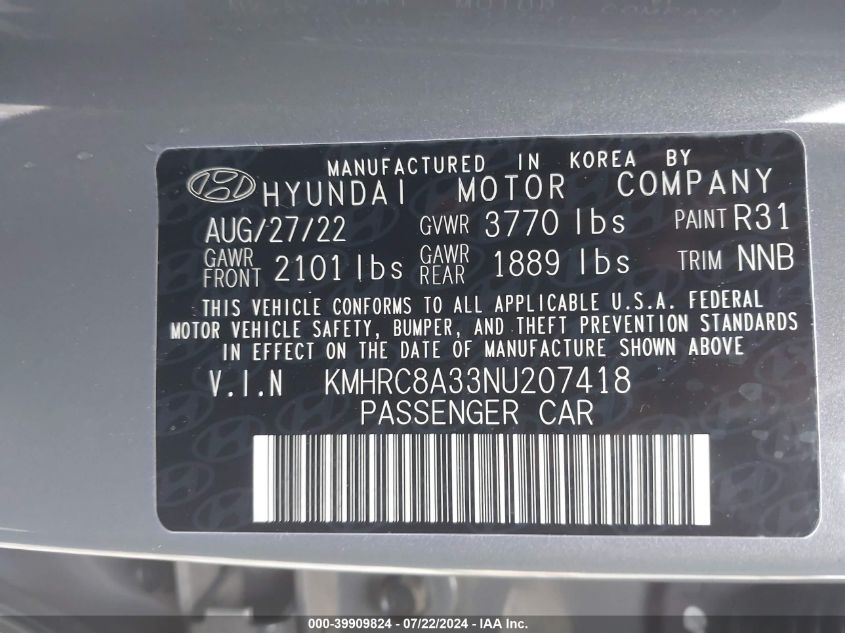 MANUFACTURED IN KOREA BY
HYUNDAI MOTOR COMPANY
AUG/27/22 GVWR 3770 lbs PAINT R31
GAWR FRONT 2101 lbs GAWR REAR 1889 lbs TRIM NNB
THIS VEHICLE CONFORMS TO ALL APPLICABLE U.S.A. FEDERAL
MOTOR VEHICLE SAFETY, BUMPER, AND THEFT PREVENTION STANDARDS
IN EFFECT ON THE DATE OF MANUFACTURE SHOWN ABOVE
V.I.N KMHRC8A33NU207418
PASSENGER CAR
000-39909824 / 07/22/2024 - IAA Inc.